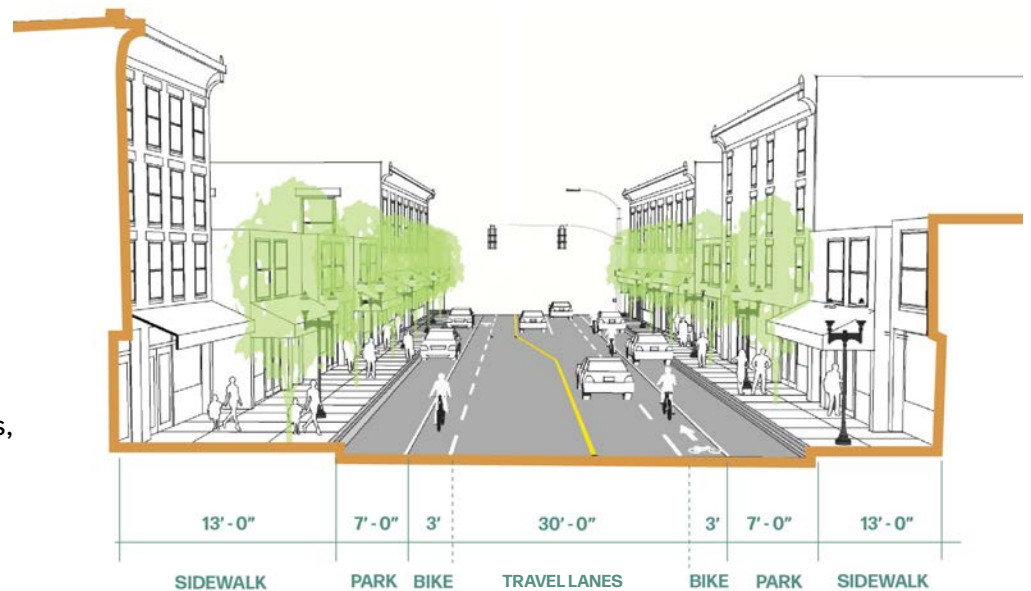 s,
13' - 0" 7' - 0" 3' 30' - 0" 3' 7' - 0" 13' - 0"
SIDEWALK PARK BIKE TRAVEL LANES BIKE PARK SIDEWALK